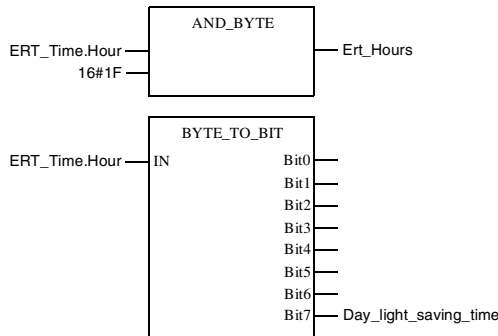 AND_BYTE
ERT_Time.Hour Ert_Hours
16#1F
BYTE_TO_BIT
ERT_Time.Hour IN Bit0
Bit1
Bit2
Bit3
Bit4
Bit5
Bit6
Bit7 Day_light_saving_time